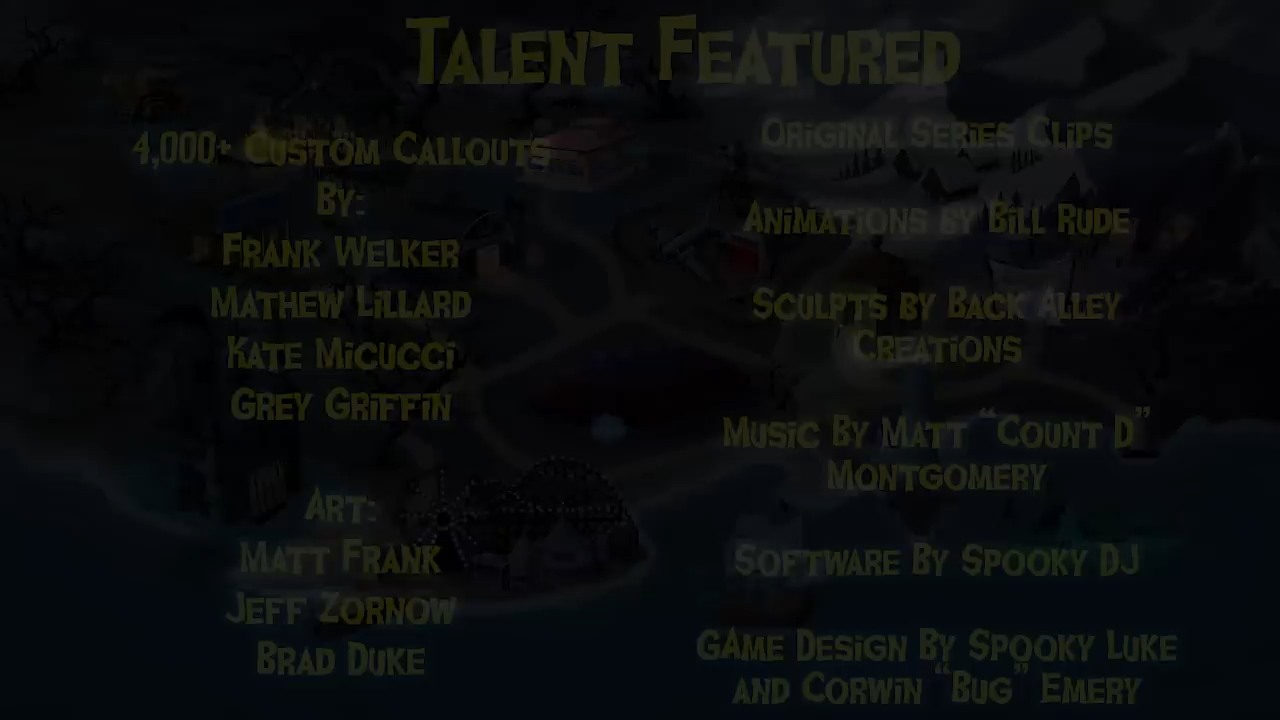 Talent Featured
4,000+ Custom Callouts
By:
Frank Welker
Mathew Lillard
Kate Micucci
Grey Griffin
Art:
Matt Frank
Jeff Zornow
Brad Duke
Original Series Clips
Animations by Bill Rude
Sculpts by Back Alley
Creations
Music By Matt “Count D”
Montgomery
Software By Spooky DJ
Game Design By Spooky Luke
and Corwin “Bug” Emery